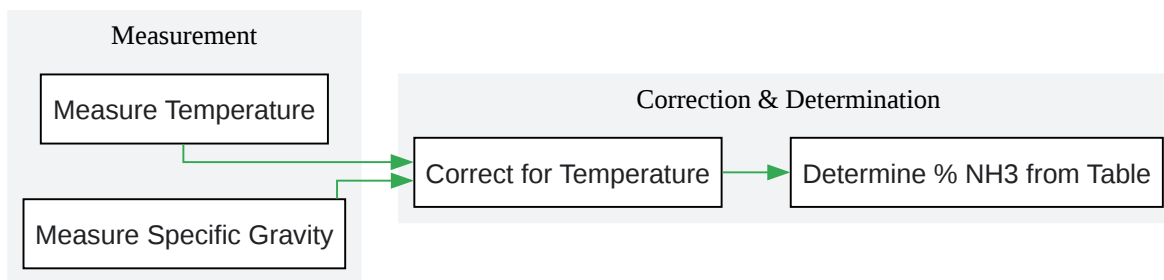 Measurement
Measure Temperature
Measure Specific Gravity
Correction & Determination
Correct for Temperature
Determine % NH3 from Table